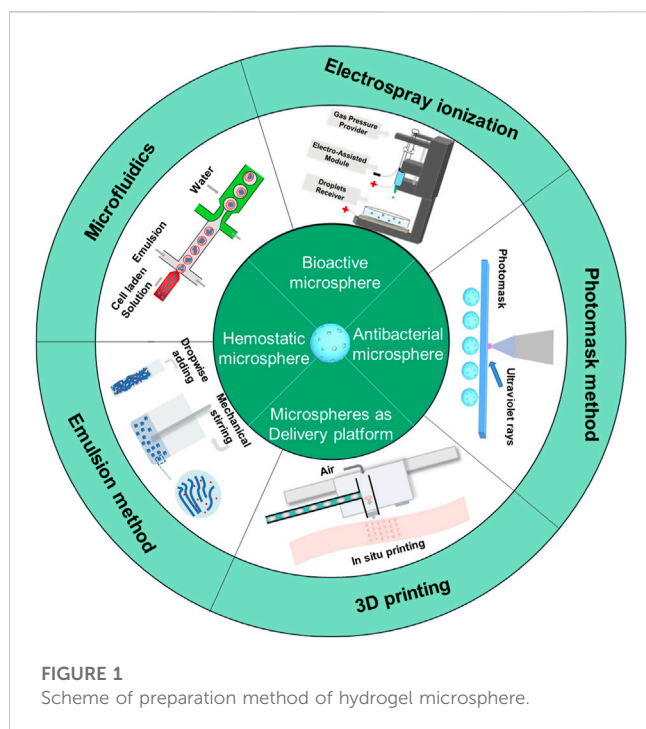 Electrospray ionization
Gas Pressure
Provider
Electro-Assisted
Module
Droplets
Receiver
Microfluidics
Water
Emulsion
Cell laden
Solution
Photomask method
Photomask
Ultraviolet rays
Bioactive
microsphere
Hemostatic
microsphere
Antibacterial
microsphere
Microspheres as
Delivery platform
Emulsion method
Dropwise
adding
Mechanical
stirring
Air
In situ printing
3D printing
FIGURE 1
Scheme of preparation method of hydrogel microsphere.